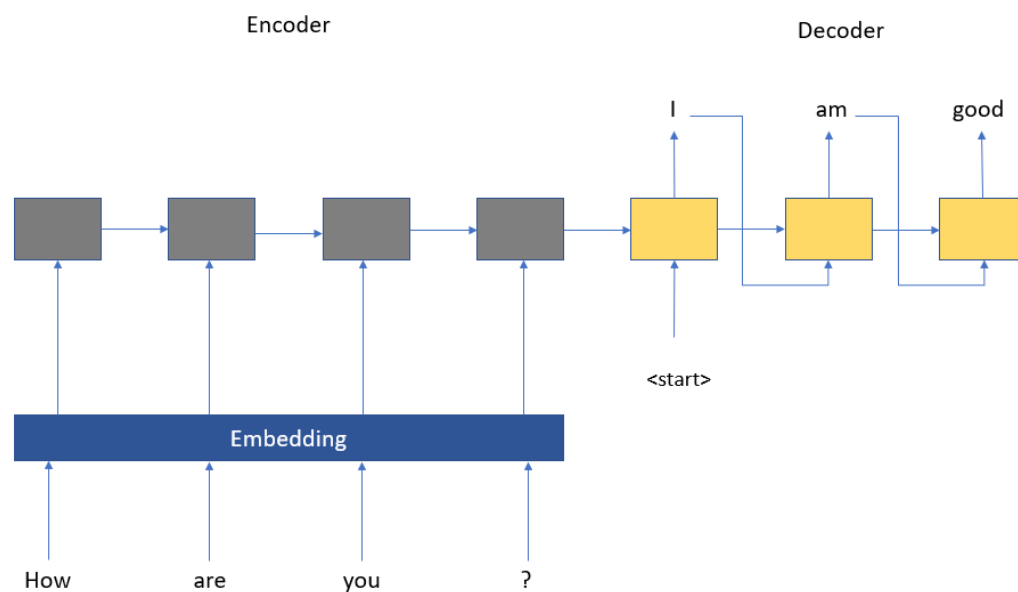 Encoder
Decoder
I am good
<start>
Embedding
How are you ?